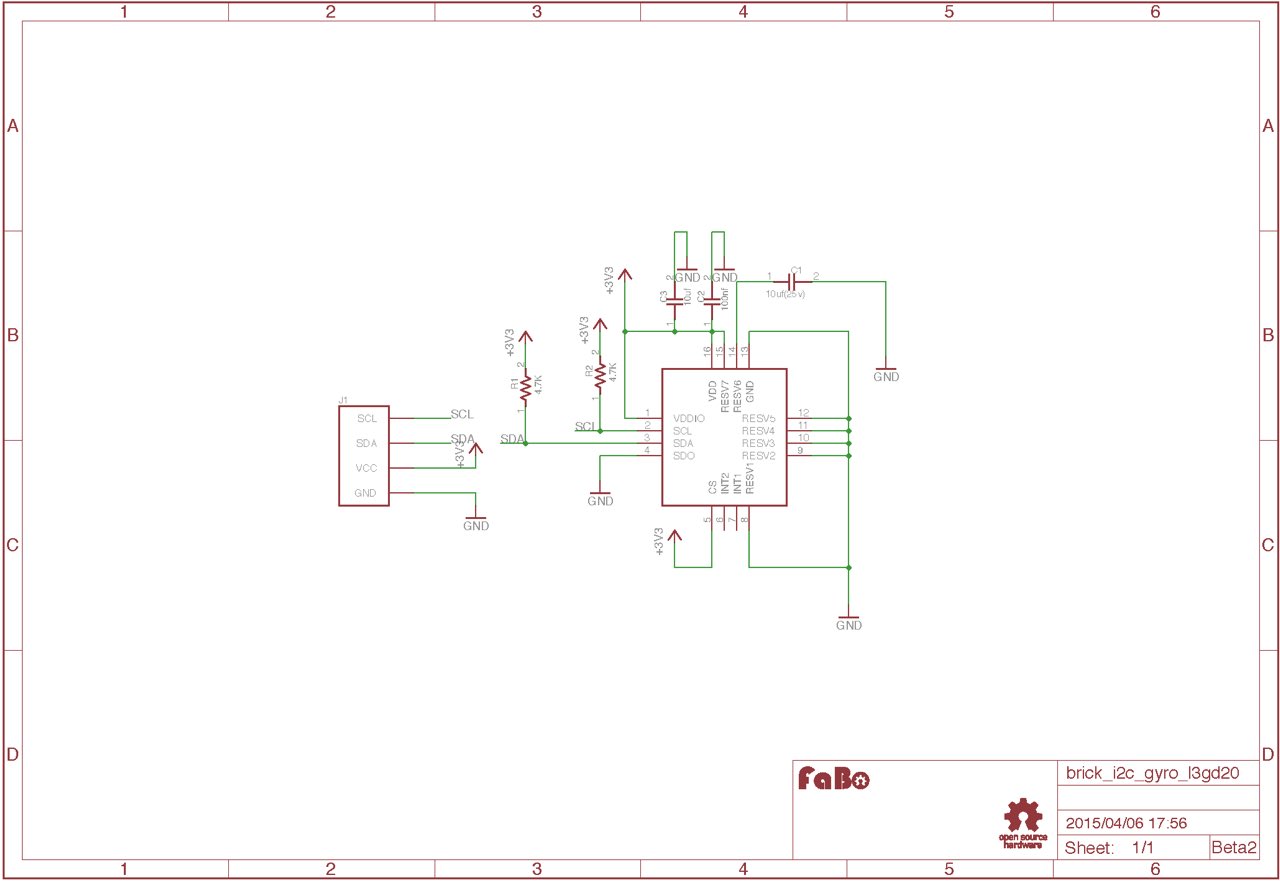 1 2 3 4 5 6
A A
B B
C C
D D
+3V3
2 GND
C3 10uf
1
2 GND
C2 100nf
1
1 C1 2
10uf(25v)
GND
+3V3
2
R1 4.7K
1
+3V3
2
R2 4.7K
1
SCL
SDA
J1
SCL SCL
SDA SDA
VCC +3V3
GND
GND
16 15 14 13
VDD RESV7 RESV6 GND
1 VDDIO RESV5 12
2 SCL RESV4 11
3 SDA RESV3 10
4 SDO RESV2 9
CS INT2 INT1 RESV1
5 6 7 8
GND
+3V3
GND
FaBo
open source
hardware
brick_i2c_gyro_l3gd20
2015/04/06 17:56
Sheet: 1/1 Beta2
1 2 3 4 5 6